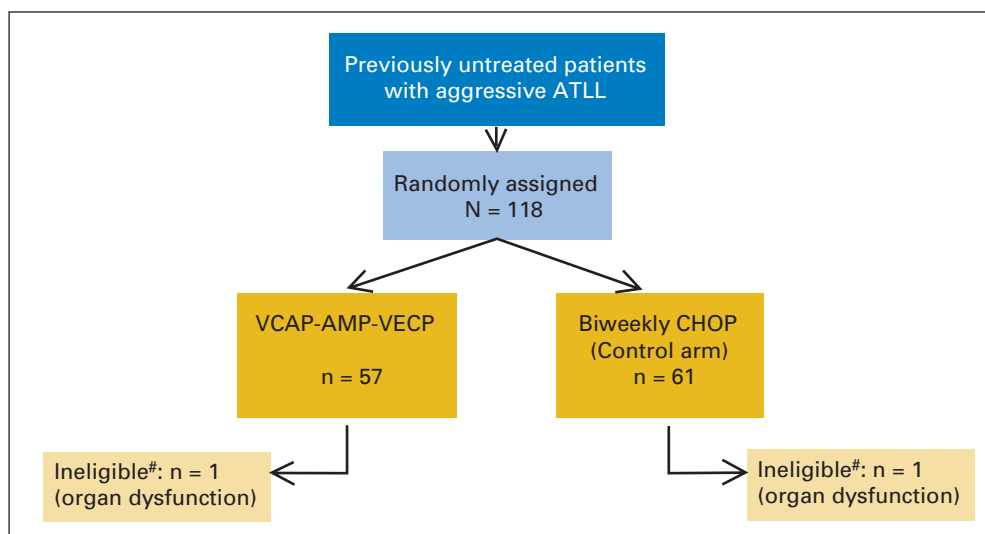 Previously untreated patients
with aggressive ATLL
Randomly assigned
N = 118
VCAP-AMP-VECP
n = 57
Biweekly CHOP
(Control arm)
n = 61
Ineligible#: n = 1
(organ dysfunction)
Ineligible#: n = 1
(organ dysfunction)